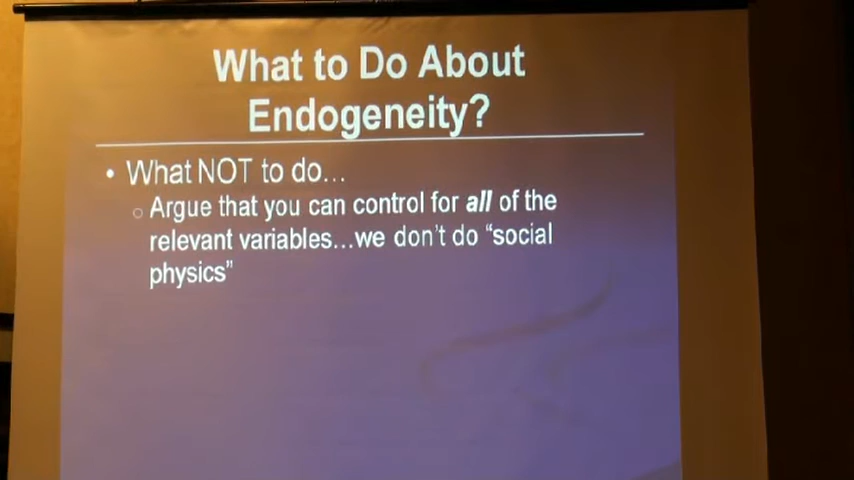 What to Do About
Endogeneity?
• What NOT to do…
○ Argue that you can control for all of the
relevant variables…we don't do "social
physics"